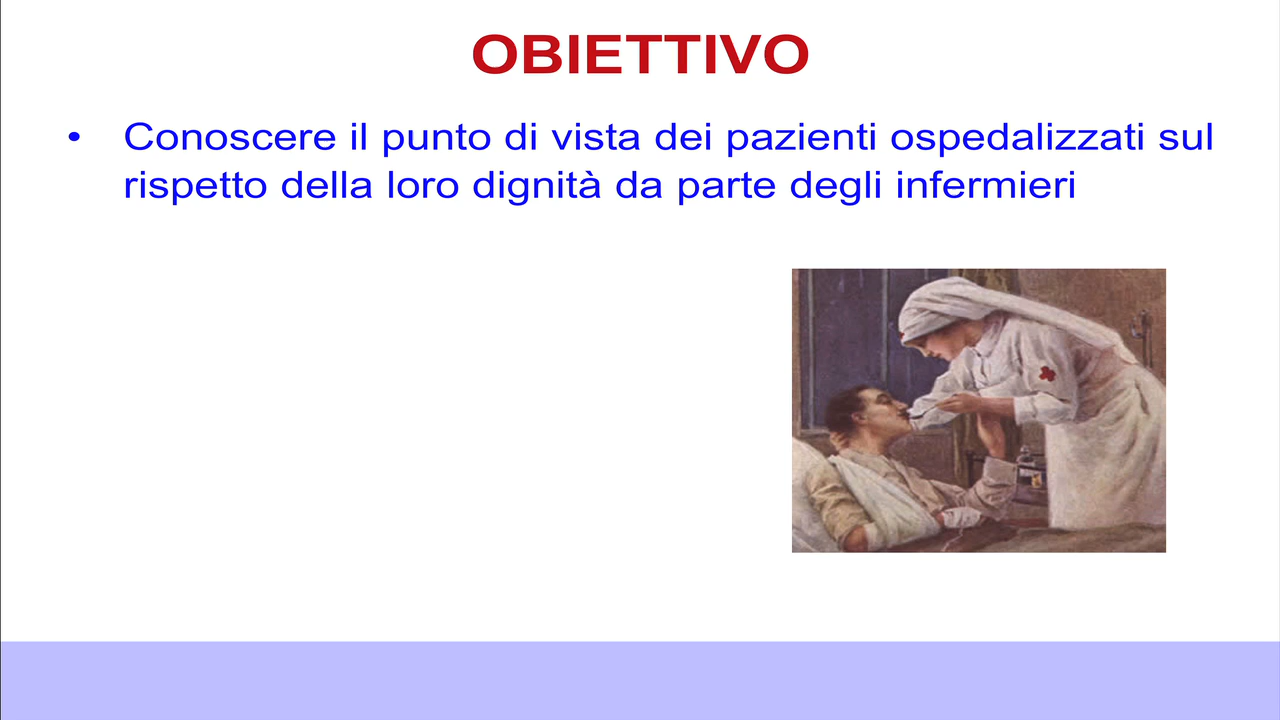 OBIETTIVO
• Conoscere il punto di vista dei pazienti ospedalizzati sul
rispetto della loro dignità da parte degli infermieri